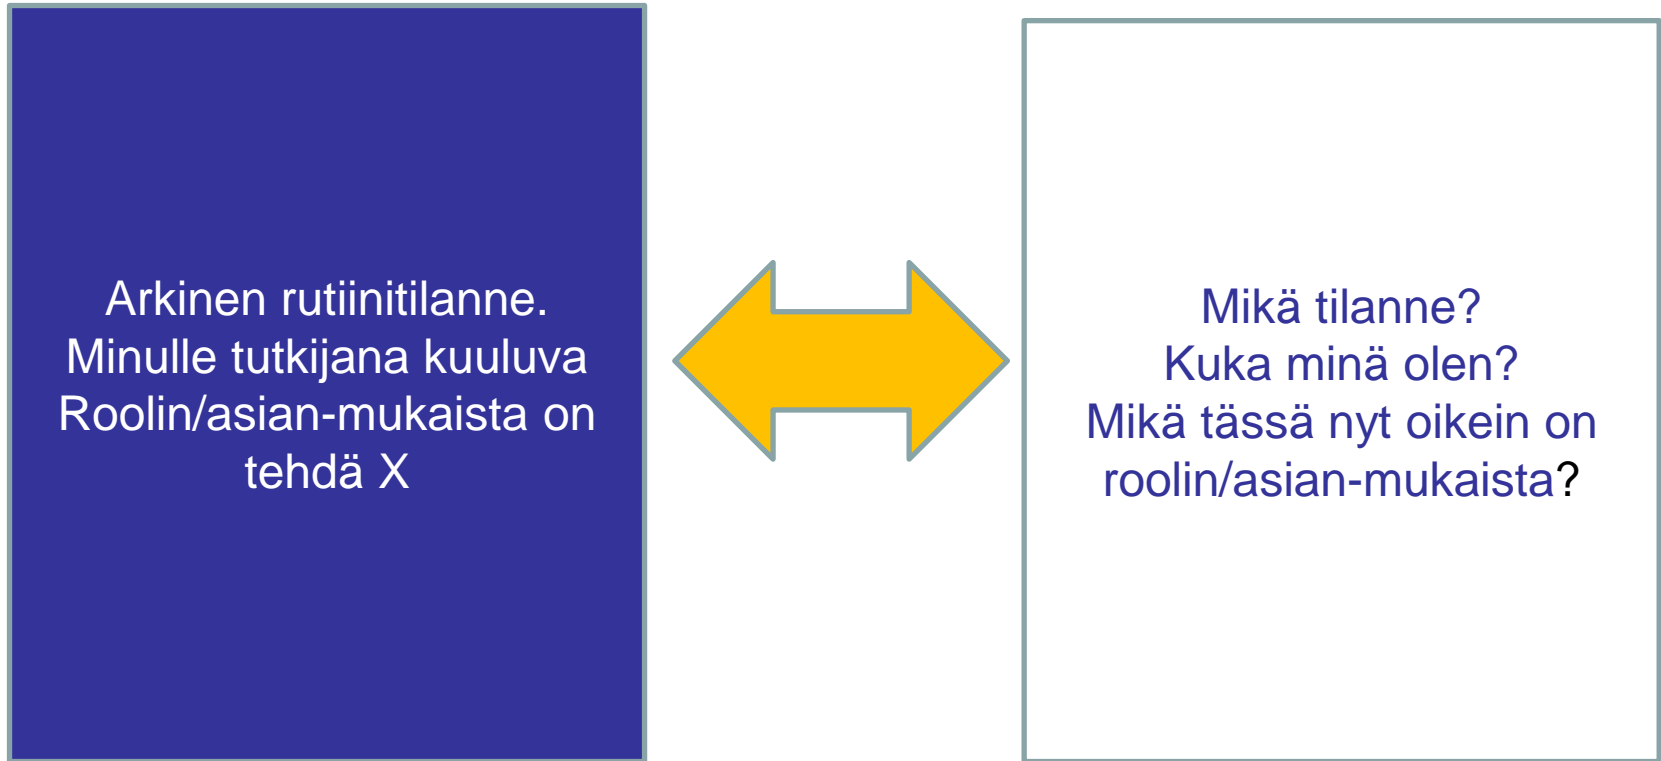 Arkinen rutiinitilanne.
Minulle tutkijana kuuluva
Roolin/asian-mukaista on
tehdä X
Mikä tilanne?
Kuka minä olen?
Mikä tässä nyt oikein on
roolin/asian-mukaista?